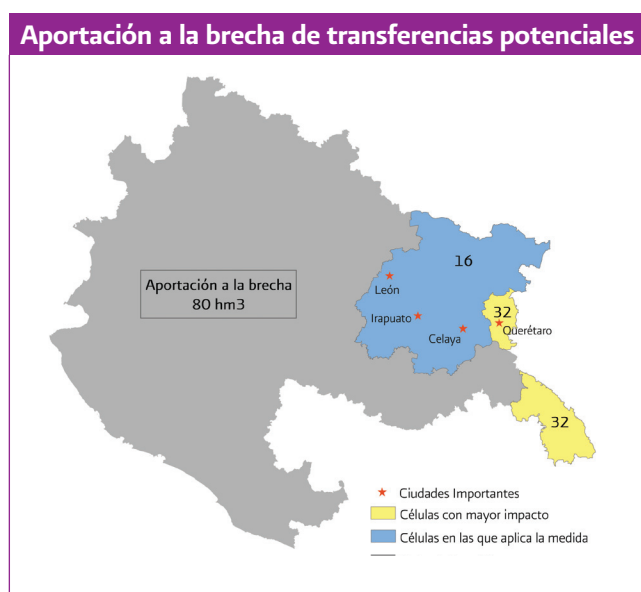 Aportación a la brecha de transferencias potenciales
16
Aportación a la brecha
80 hm3
León
32
Irapuato
Querétaro
Celaya
32
Ciudades Importantes
Células con mayor impacto
Células en las que aplica la medida